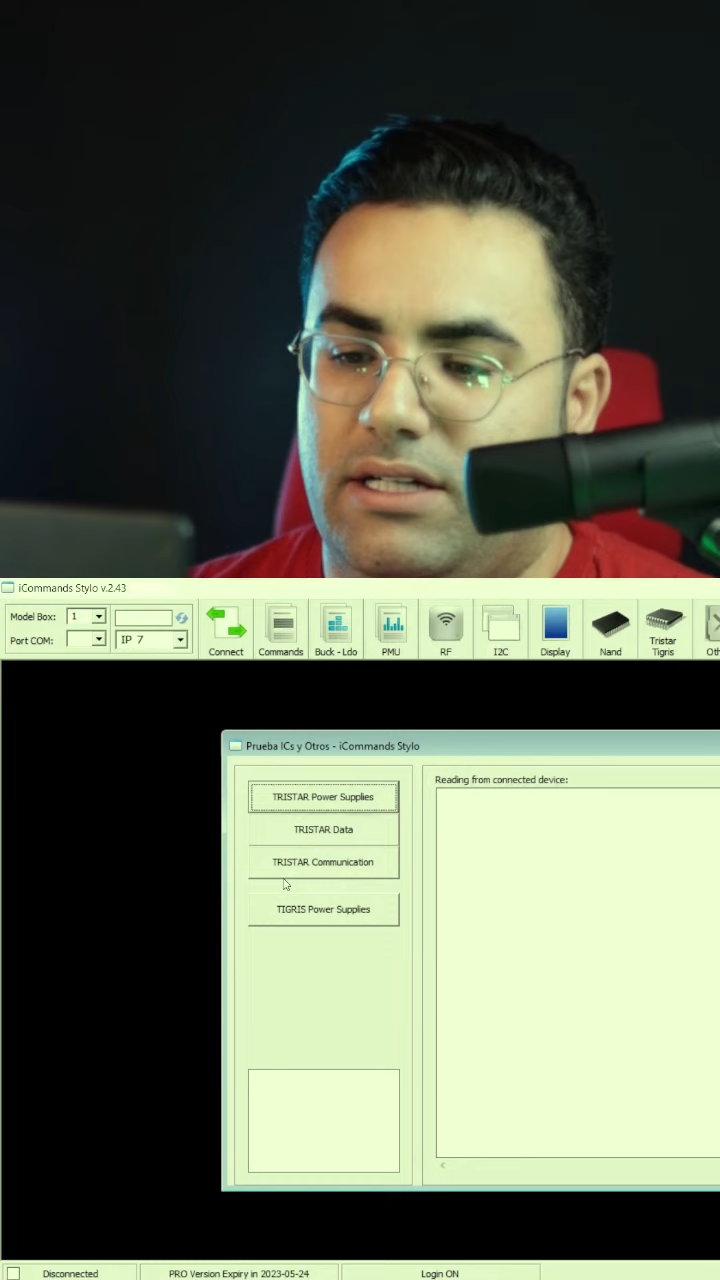 iCommands Stylo v.2.43
Model Box: 1
Port COM: IP 7
Connect
Commands
Buck - Ldo
PMU
RF
I2C
Display
Nand
Tristar
Tigris
Prueba ICs y Otros - iCommands Stylo
TRISTAR Power Supplies
TRISTAR Data
TRISTAR Communication
TIGRIS Power Supplies
Reading from connected device:
Disconnected
PRO Version Expiry in 2023-05-24
Login ON